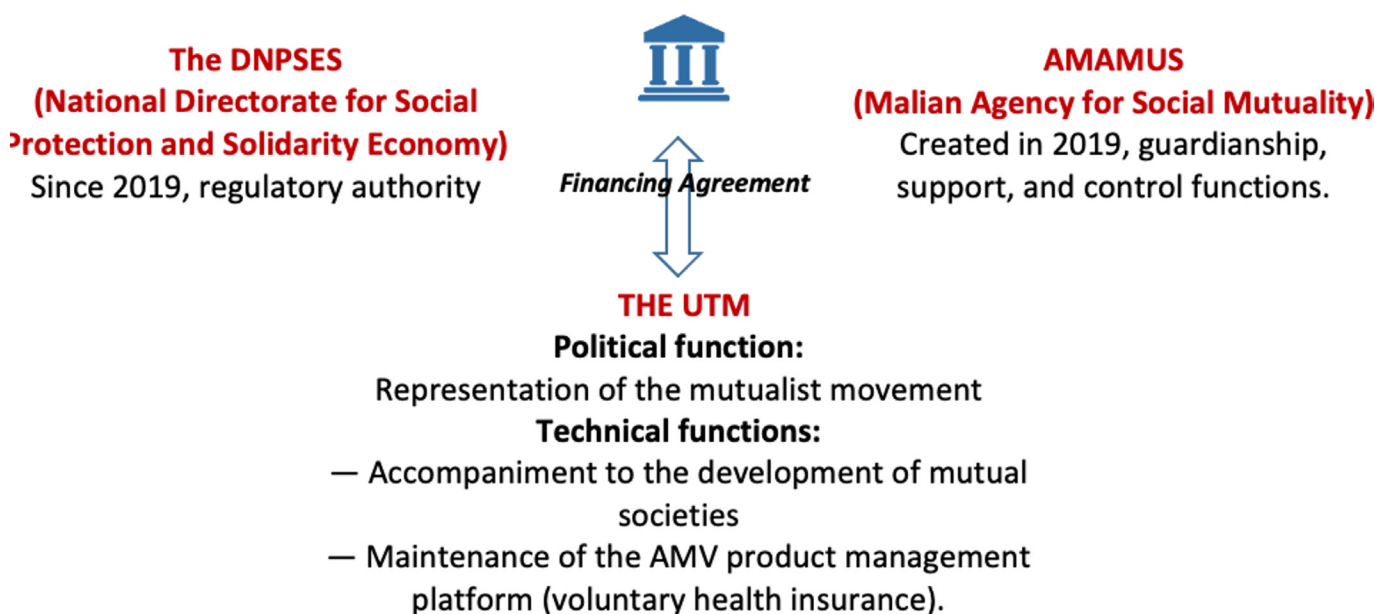 The DNPSES
(National Directorate for Social
Protection and Solidarity Economy)
Since 2019, regulatory authority
AMAMUS
(Malian Agency for Social Mutuality)
Created in 2019, guardianship,
support, and control functions.
Financing Agreement
THE UTM
Political function:
Representation of the mutualist movement
Technical functions:
— Accompaniment to the development of mutual
societies
— Maintenance of the AMV product management
platform (voluntary health insurance).